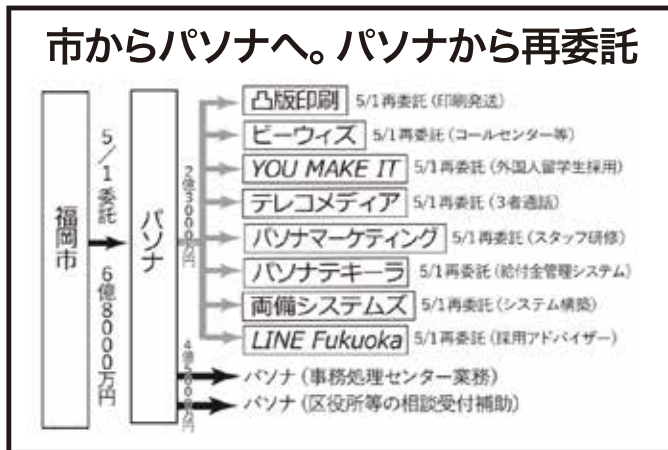 市からパソナへ。パソナから再委託
福岡市
5/1委託 6億8000万円
パソナ
2億3000万円
凸版印刷 5/1再委託(印刷発送)
ビーウィズ 5/1再委託(コールセンター等)
YOU MAKE IT 5/1再委託(外国人留学生採用)
テレコメディア 5/1再委託(3者通話)
パソナマーケティング 5/1再委託(スタッフ研修)
パソナテキーラ 5/1再委託(給付金管理システム)
両備システムズ 5/1再委託(システム構築)
LINE Fukuoka 5/1再委託(採用アドバイザー)
4億5000万円
パソナ(事務処理センター業務)
パソナ(区役所等の相談受付補助)